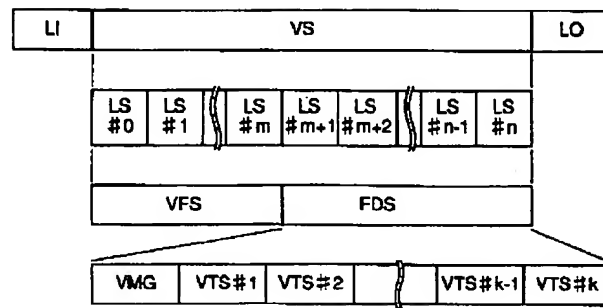 LI VS LO
LS #0 LS #1 LS #m LS #m+1 LS #m+2 LS #n-1 LS #n
VFS FDS
VMG VTS#1 VTS#2 VTS#k-1 VTS#k